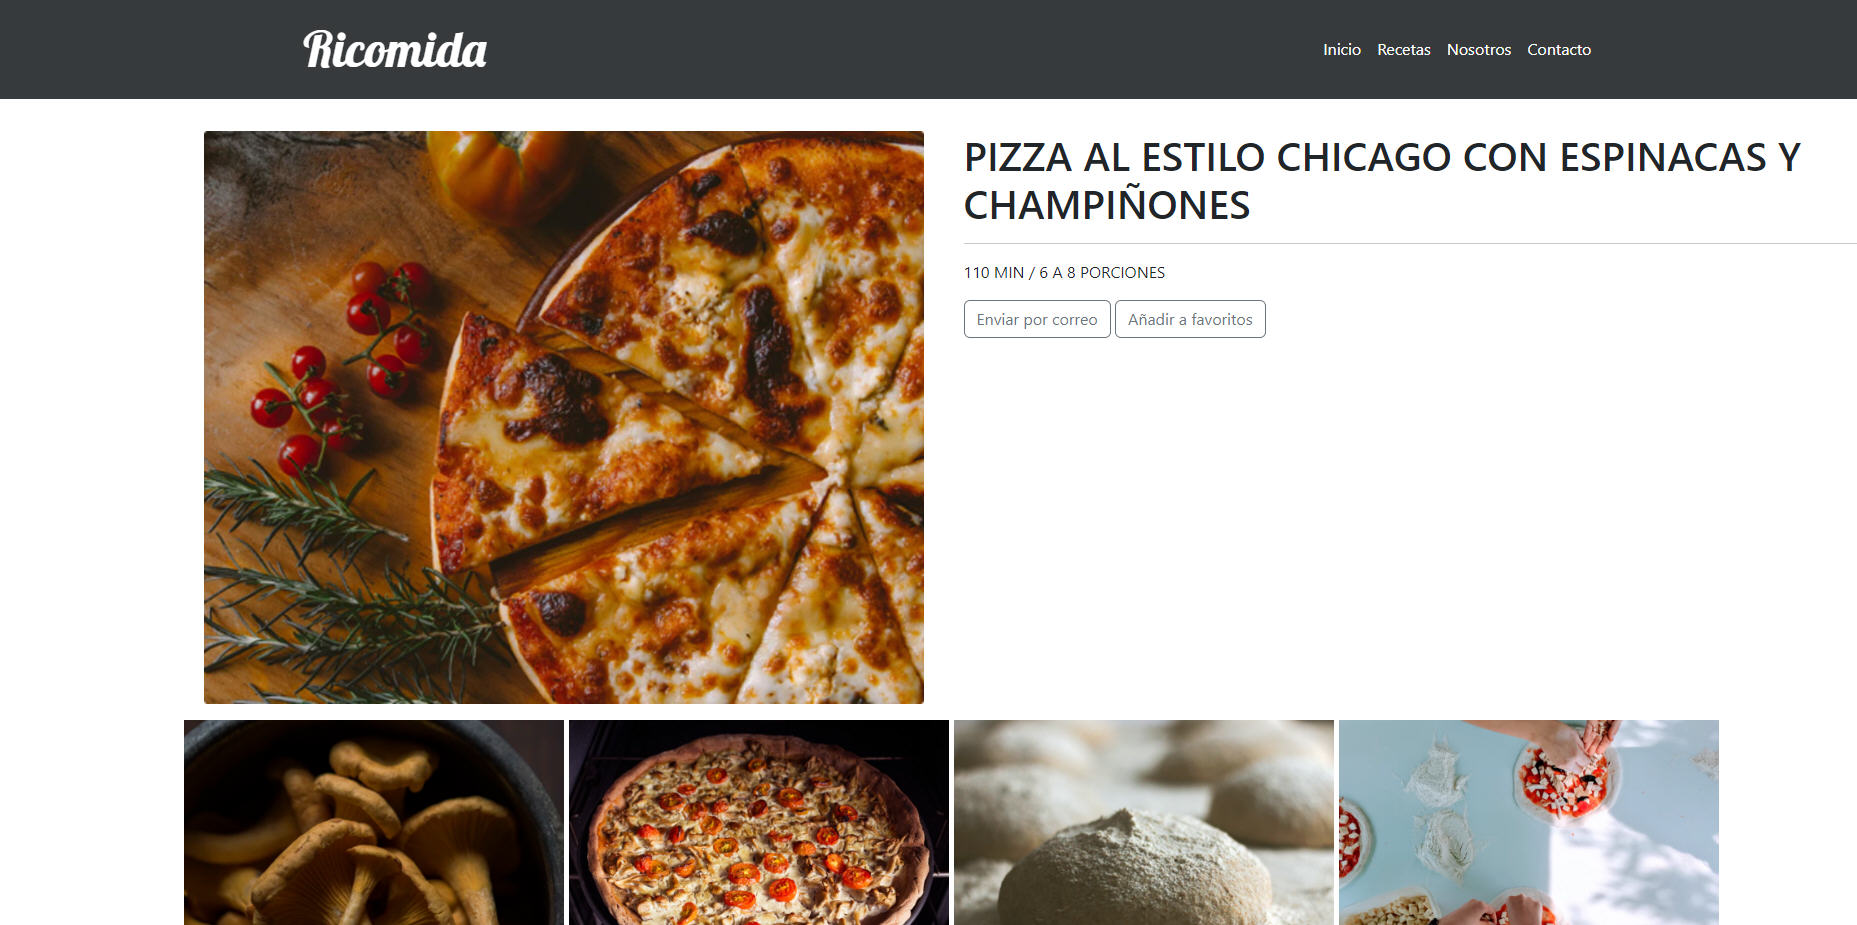 Ricomida
Inicio Recetas Nosotros Contacto
PIZZA AL ESTILO CHICAGO CON ESPINACAS Y
CHAMPIÑONES
110 MIN / 6 A 8 PORCIONES
Enviar por correo Añadir a favoritos